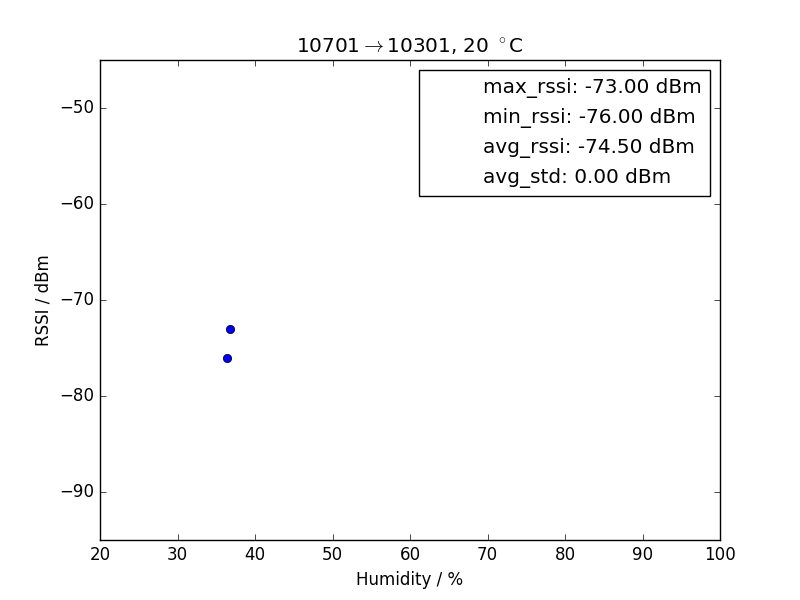 10701→10301, 20 °C
max_rssi: -73.00 dBm
min_rssi: -76.00 dBm
avg_rssi: -74.50 dBm
avg_std: 0.00 dBm
RSSI / dBm
−50
−60
−70
−80
−90
20 30 40 50 60 70 80 90 100
Humidity / %